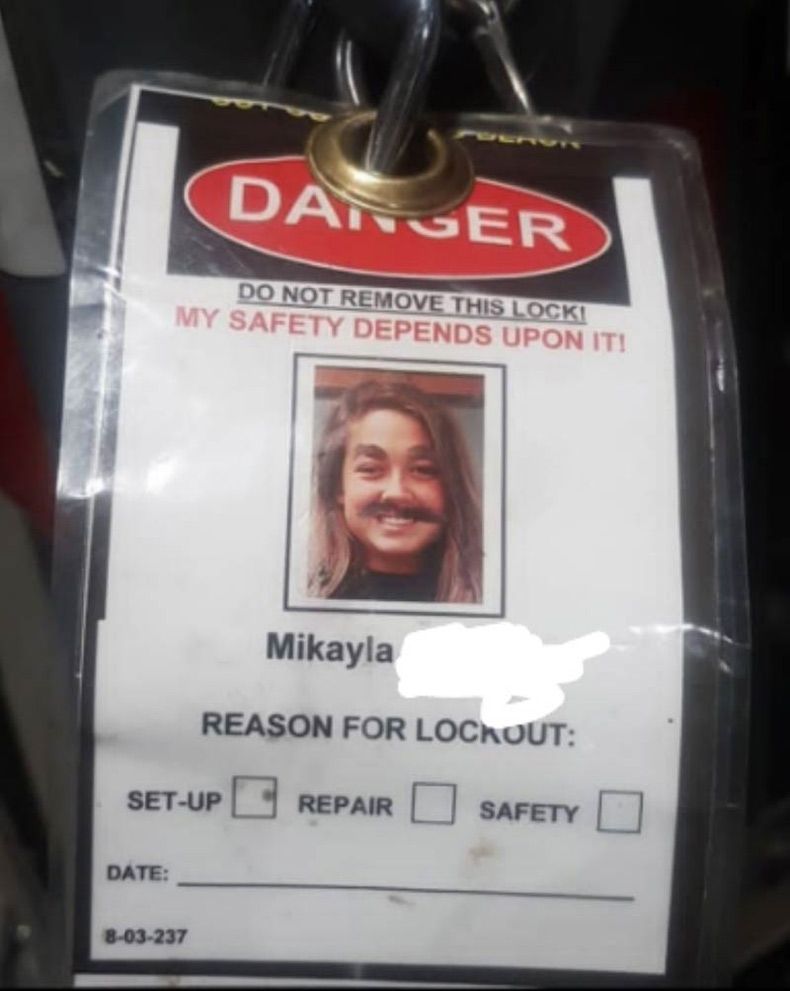 DANGER
DO NOT REMOVE THIS LOCK!
MY SAFETY DEPENDS UPON IT!
Mikayla
REASON FOR LOCKOUT:
SET-UP REPAIR SAFETY
DATE:
8-03-237